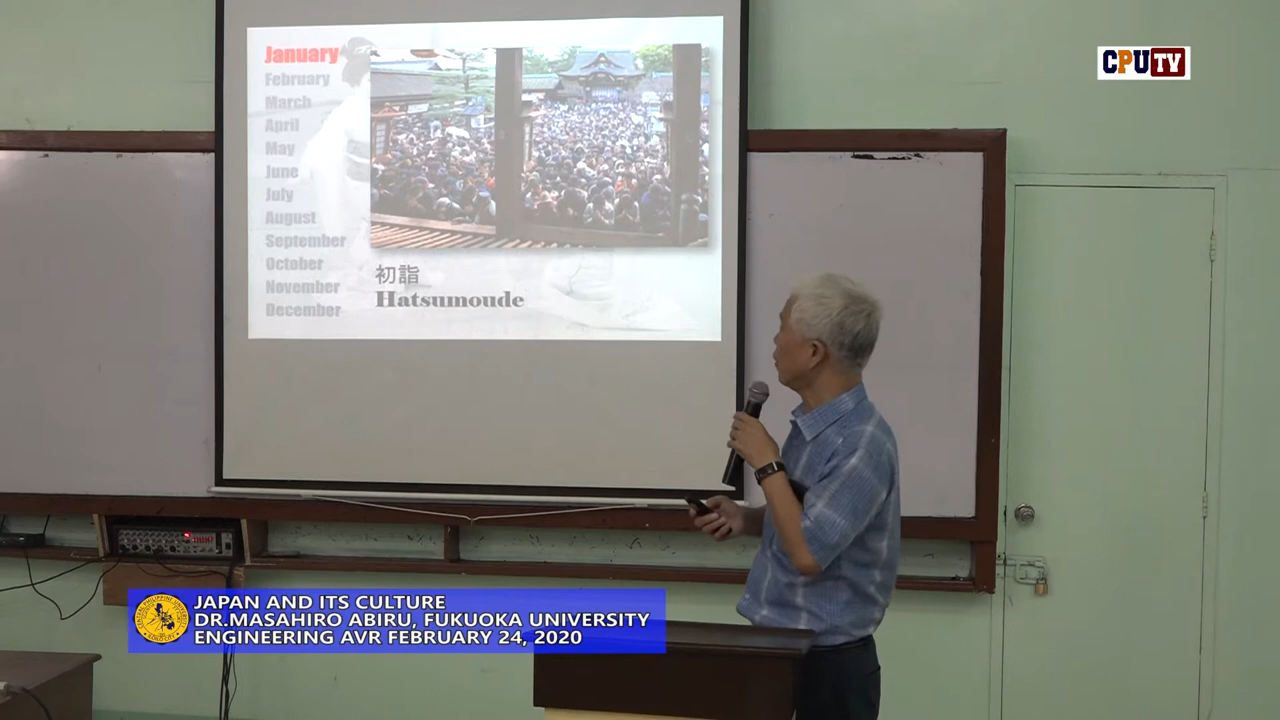 January
February
March
April
May
June
July
August
September
October
November
December
初詣
Hatsumoude
CPUTV
JAPAN AND ITS CULTURE
DR.MASAHIRO ABIRU, FUKUOKA UNIVERSITY
ENGINEERING AVR FEBRUARY 24, 2020